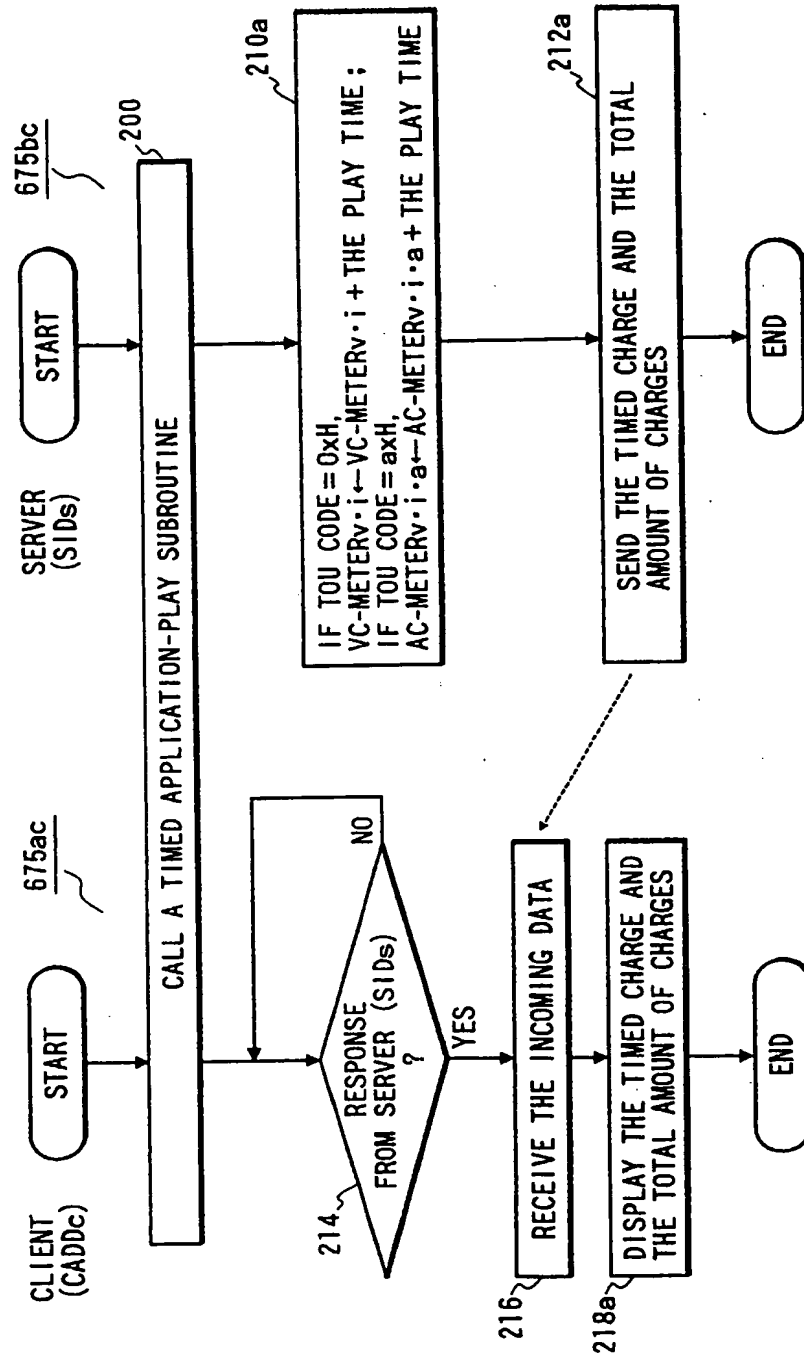 CLIENT
(CADDc)
675ac
START
SERVER
(SIDs)
675bc
START
200
CALL A TIMED APPLICATION-PLAY SUBROUTINE
210a
IF TOU CODE=0xH,
VC-METERv·i←VC-METERv·i+THE PLAY TIME;
IF TOU CODE=axH,
AC-METERv·i·a←AC-METERv·i·a+THE PLAY TIME
214
RESPONSE
FROM SERVER (SIDs)
?
NO
YES
212a
SEND THE TIMED CHARGE AND THE TOTAL
AMOUNT OF CHARGES
216
RECEIVE THE INCOMING DATA
218a
DISPLAY THE TIMED CHARGE AND
THE TOTAL AMOUNT OF CHARGES
END
END